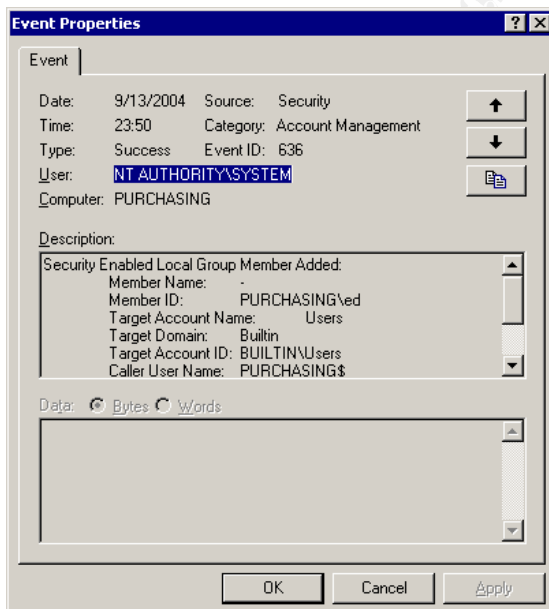 Event Properties
Event
Date: 9/13/2004 Source: Security
Time: 23:50 Category: Account Management
Type: Success Event ID: 636
User: NT AUTHORITY\SYSTEM
Computer: PURCHASING
Description:
Security Enabled Local Group Member Added:
Member Name: -
Member ID: PURCHASING\ed
Target Account Name: Users
Target Domain: Builtin
Target Account ID: BUILTIN\Users
Caller User Name: PURCHASING$
Data: Bytes Words
OK Cancel Apply